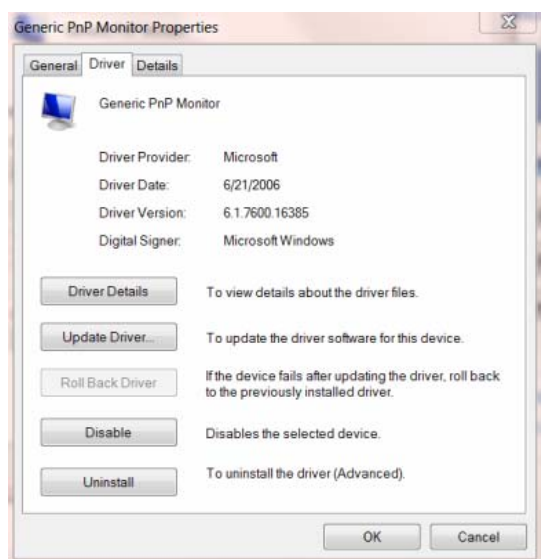 Generic PnP Monitor Properties
General Driver Details
Generic PnP Monitor
Driver Provider: Microsoft
Driver Date: 6/21/2006
Driver Version: 6.1.7600.16385
Digital Signer: Microsoft Windows
Driver Details To view details about the driver files.
Update Driver... To update the driver software for this device.
Roll Back Driver If the device fails after updating the driver, roll back
to the previously installed driver.
Disable Disables the selected device.
Uninstall To uninstall the driver (Advanced).
OK Cancel